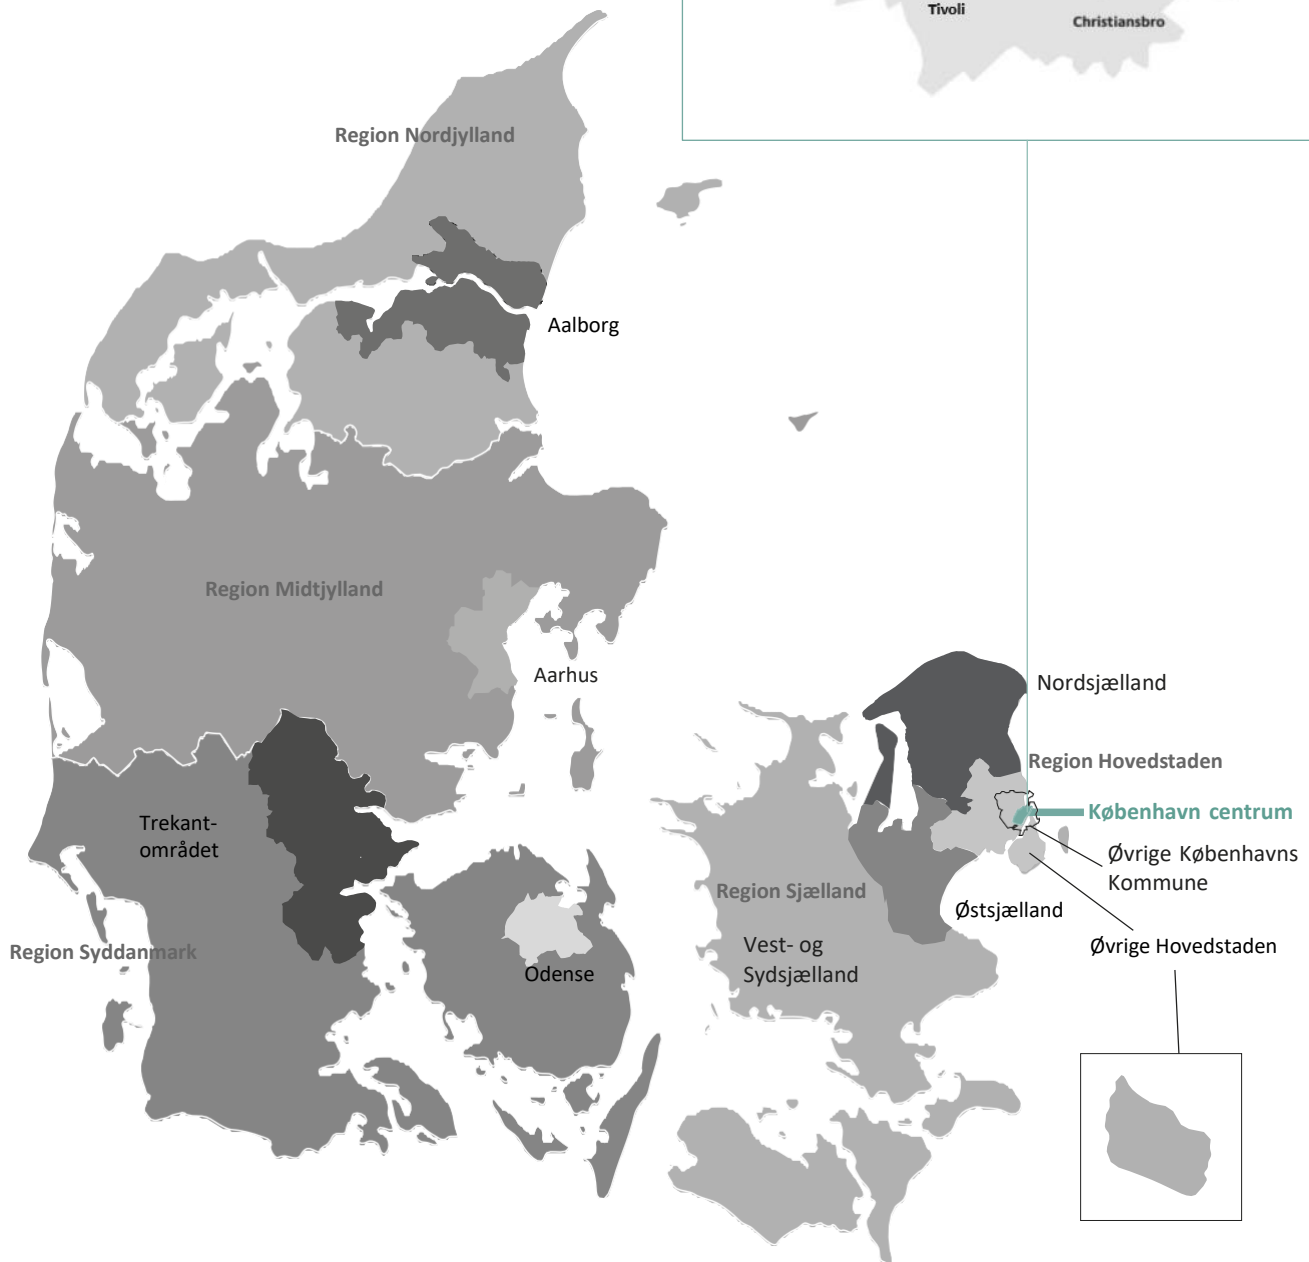 Tivoli
Christiansbro
Region Nordjylland
Aalborg
Region Midtjylland
Aarhus
Nordsjælland
Region Hovedstaden
København centrum
Trekant-
området
Øvrige Københavns
Kommune
Region Sjælland
Østsjælland
Region Syddanmark
Vest- og
Sydsjælland
Øvrige Hovedstaden
Odense